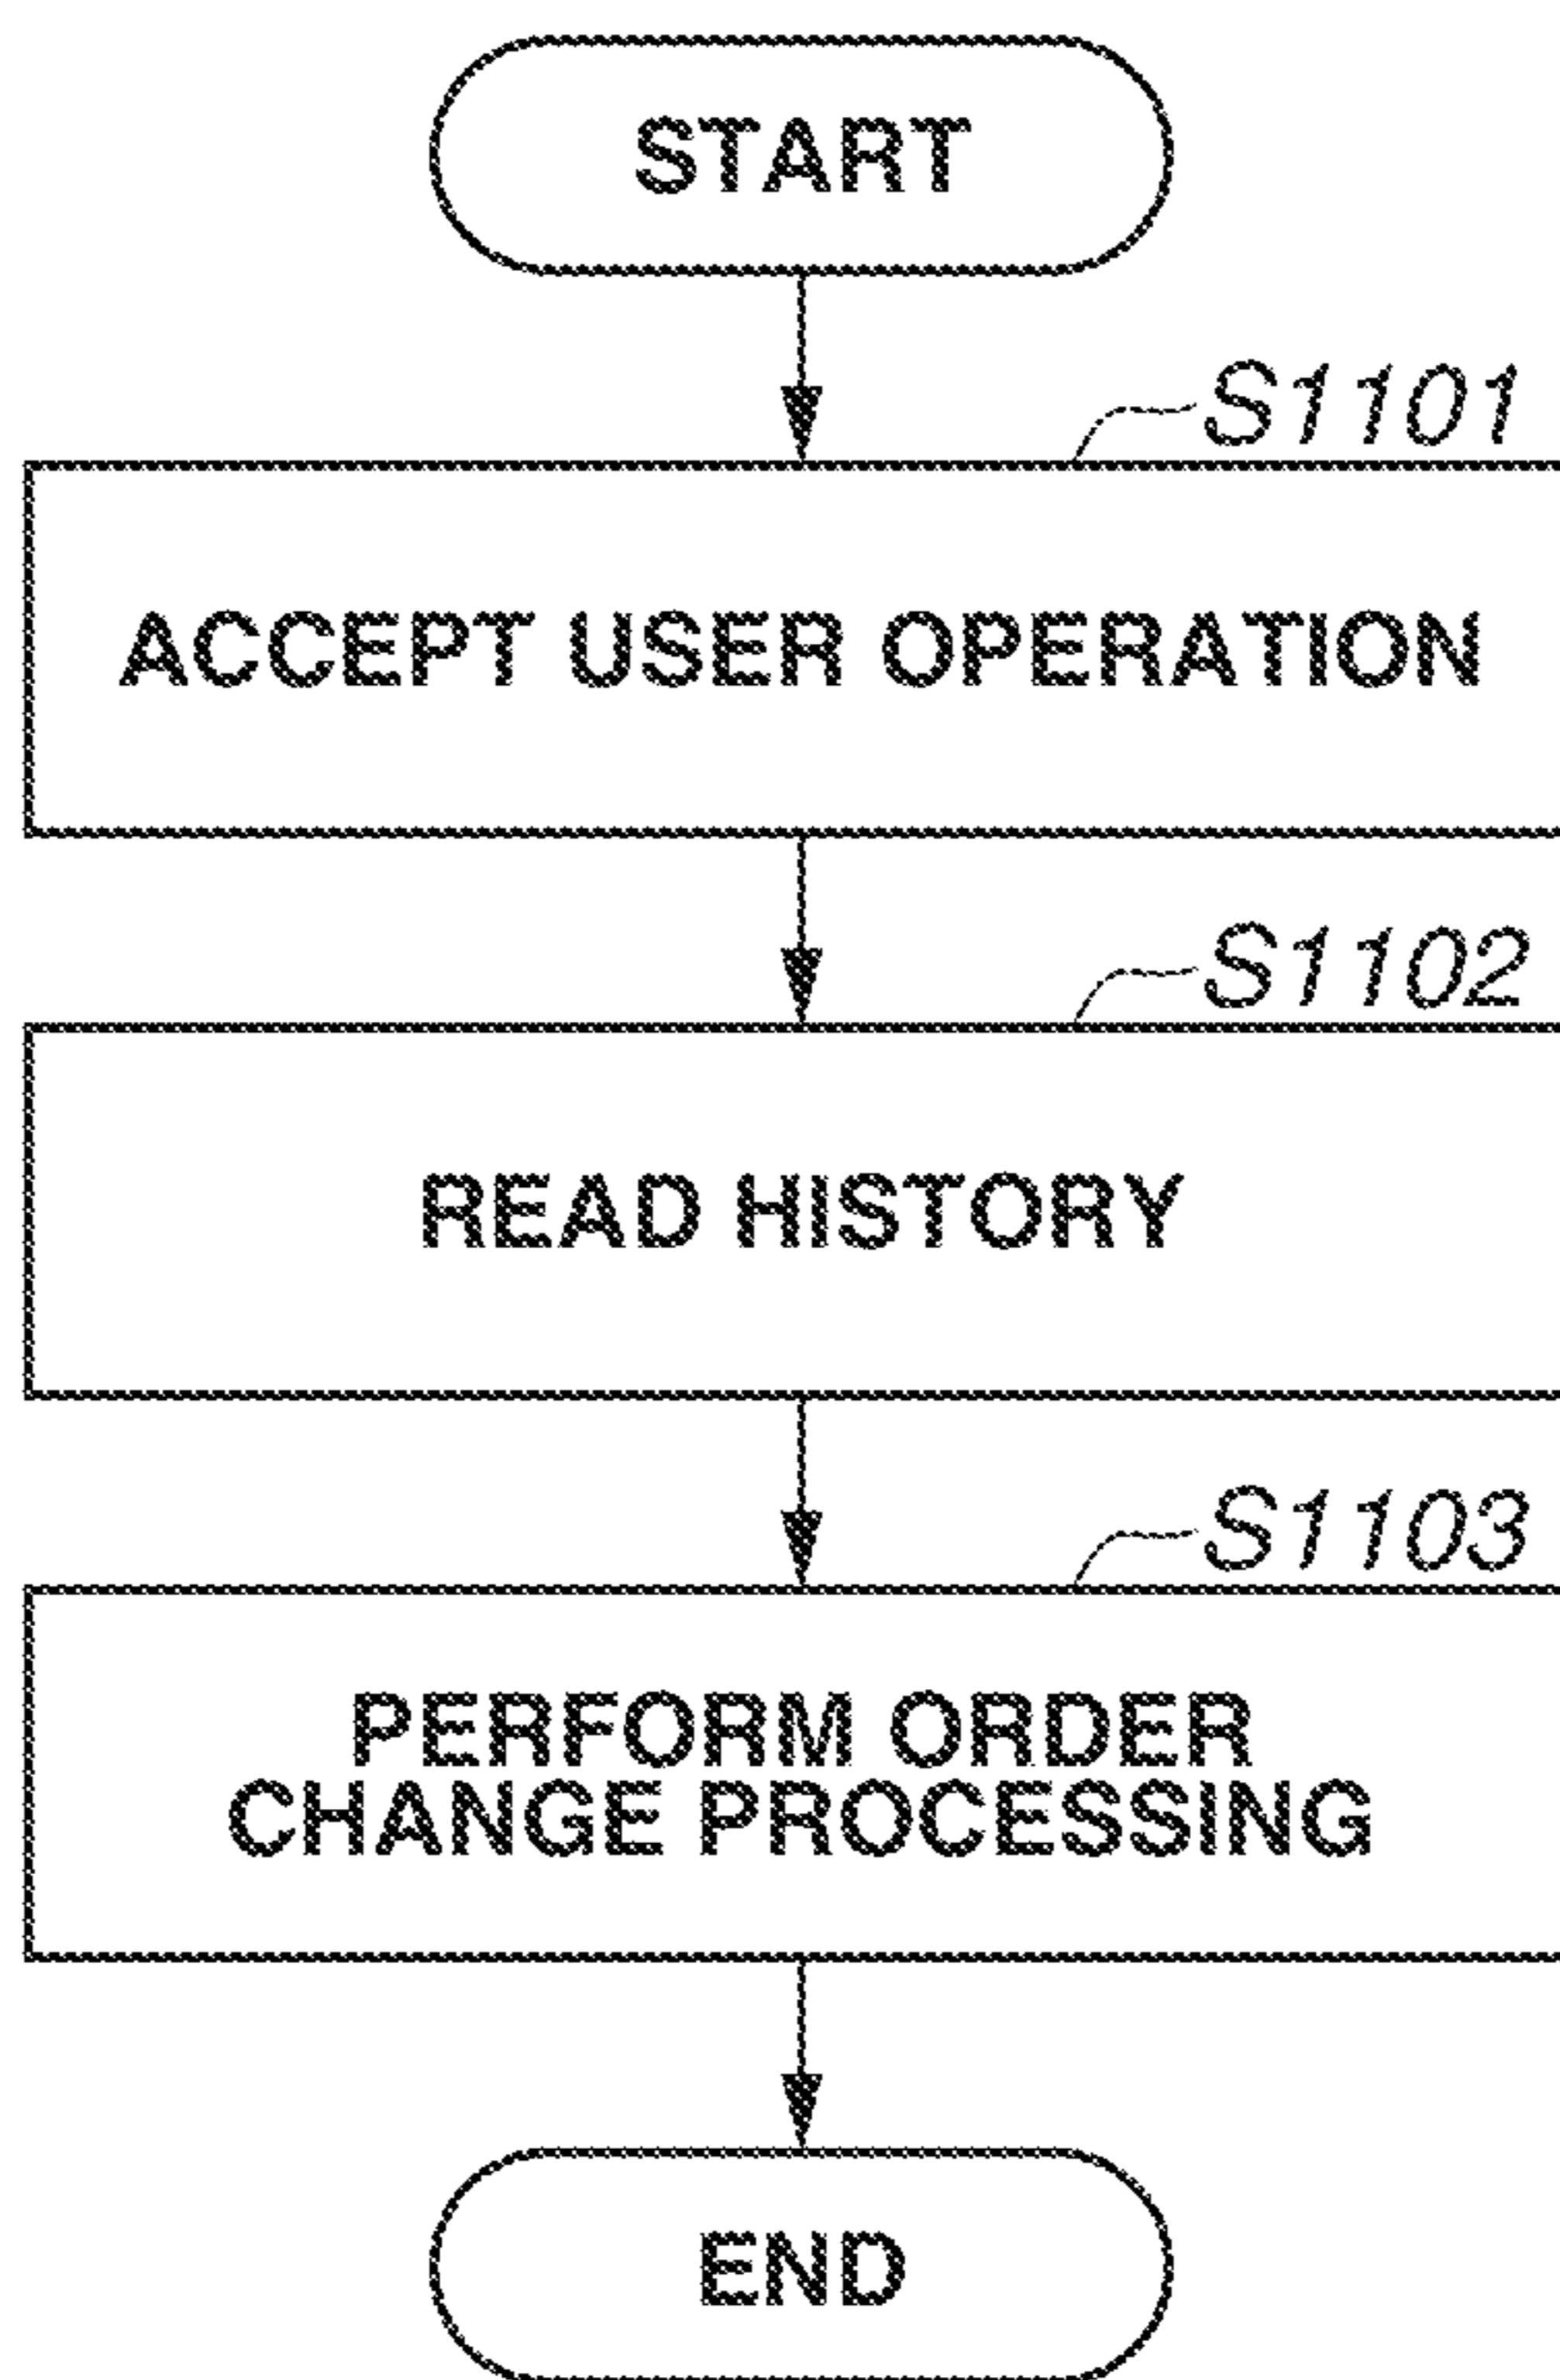 START
S1101
ACCEPT USER OPERATION
S1102
READ HISTORY
S1103
PERFORM ORDER
CHANGE PROCESSING
END